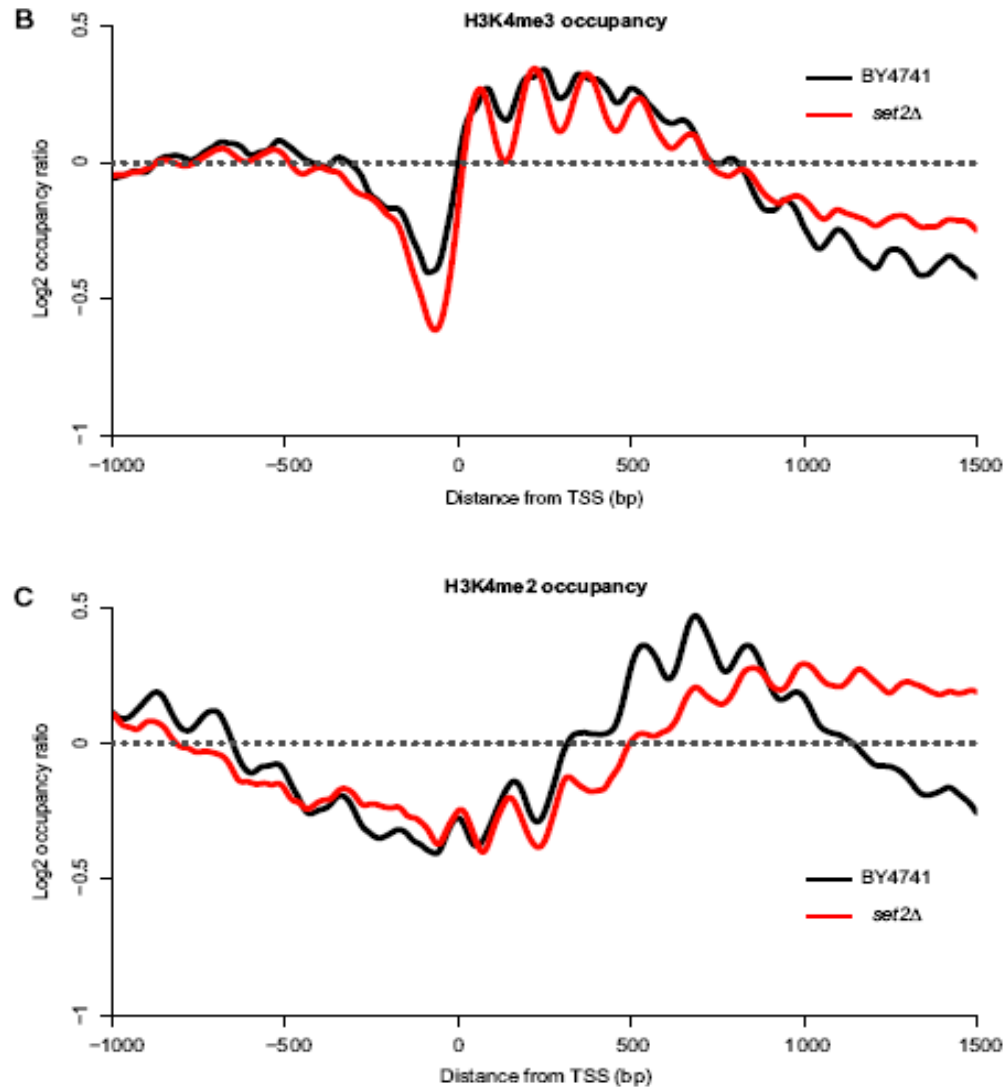 B
H3K4me3 occupancy
Log2 occupancy ratio
0.5
0
−0.5
−1
BY4741
set2Δ
−1000 −500 0 500 1000 1500
Distance from TSS (bp)
C
H3K4me2 occupancy
Log2 occupancy ratio
0.5
0
−0.5
−1
BY4741
set2Δ
−1000 −500 0 500 1000 1500
Distance from TSS (bp)